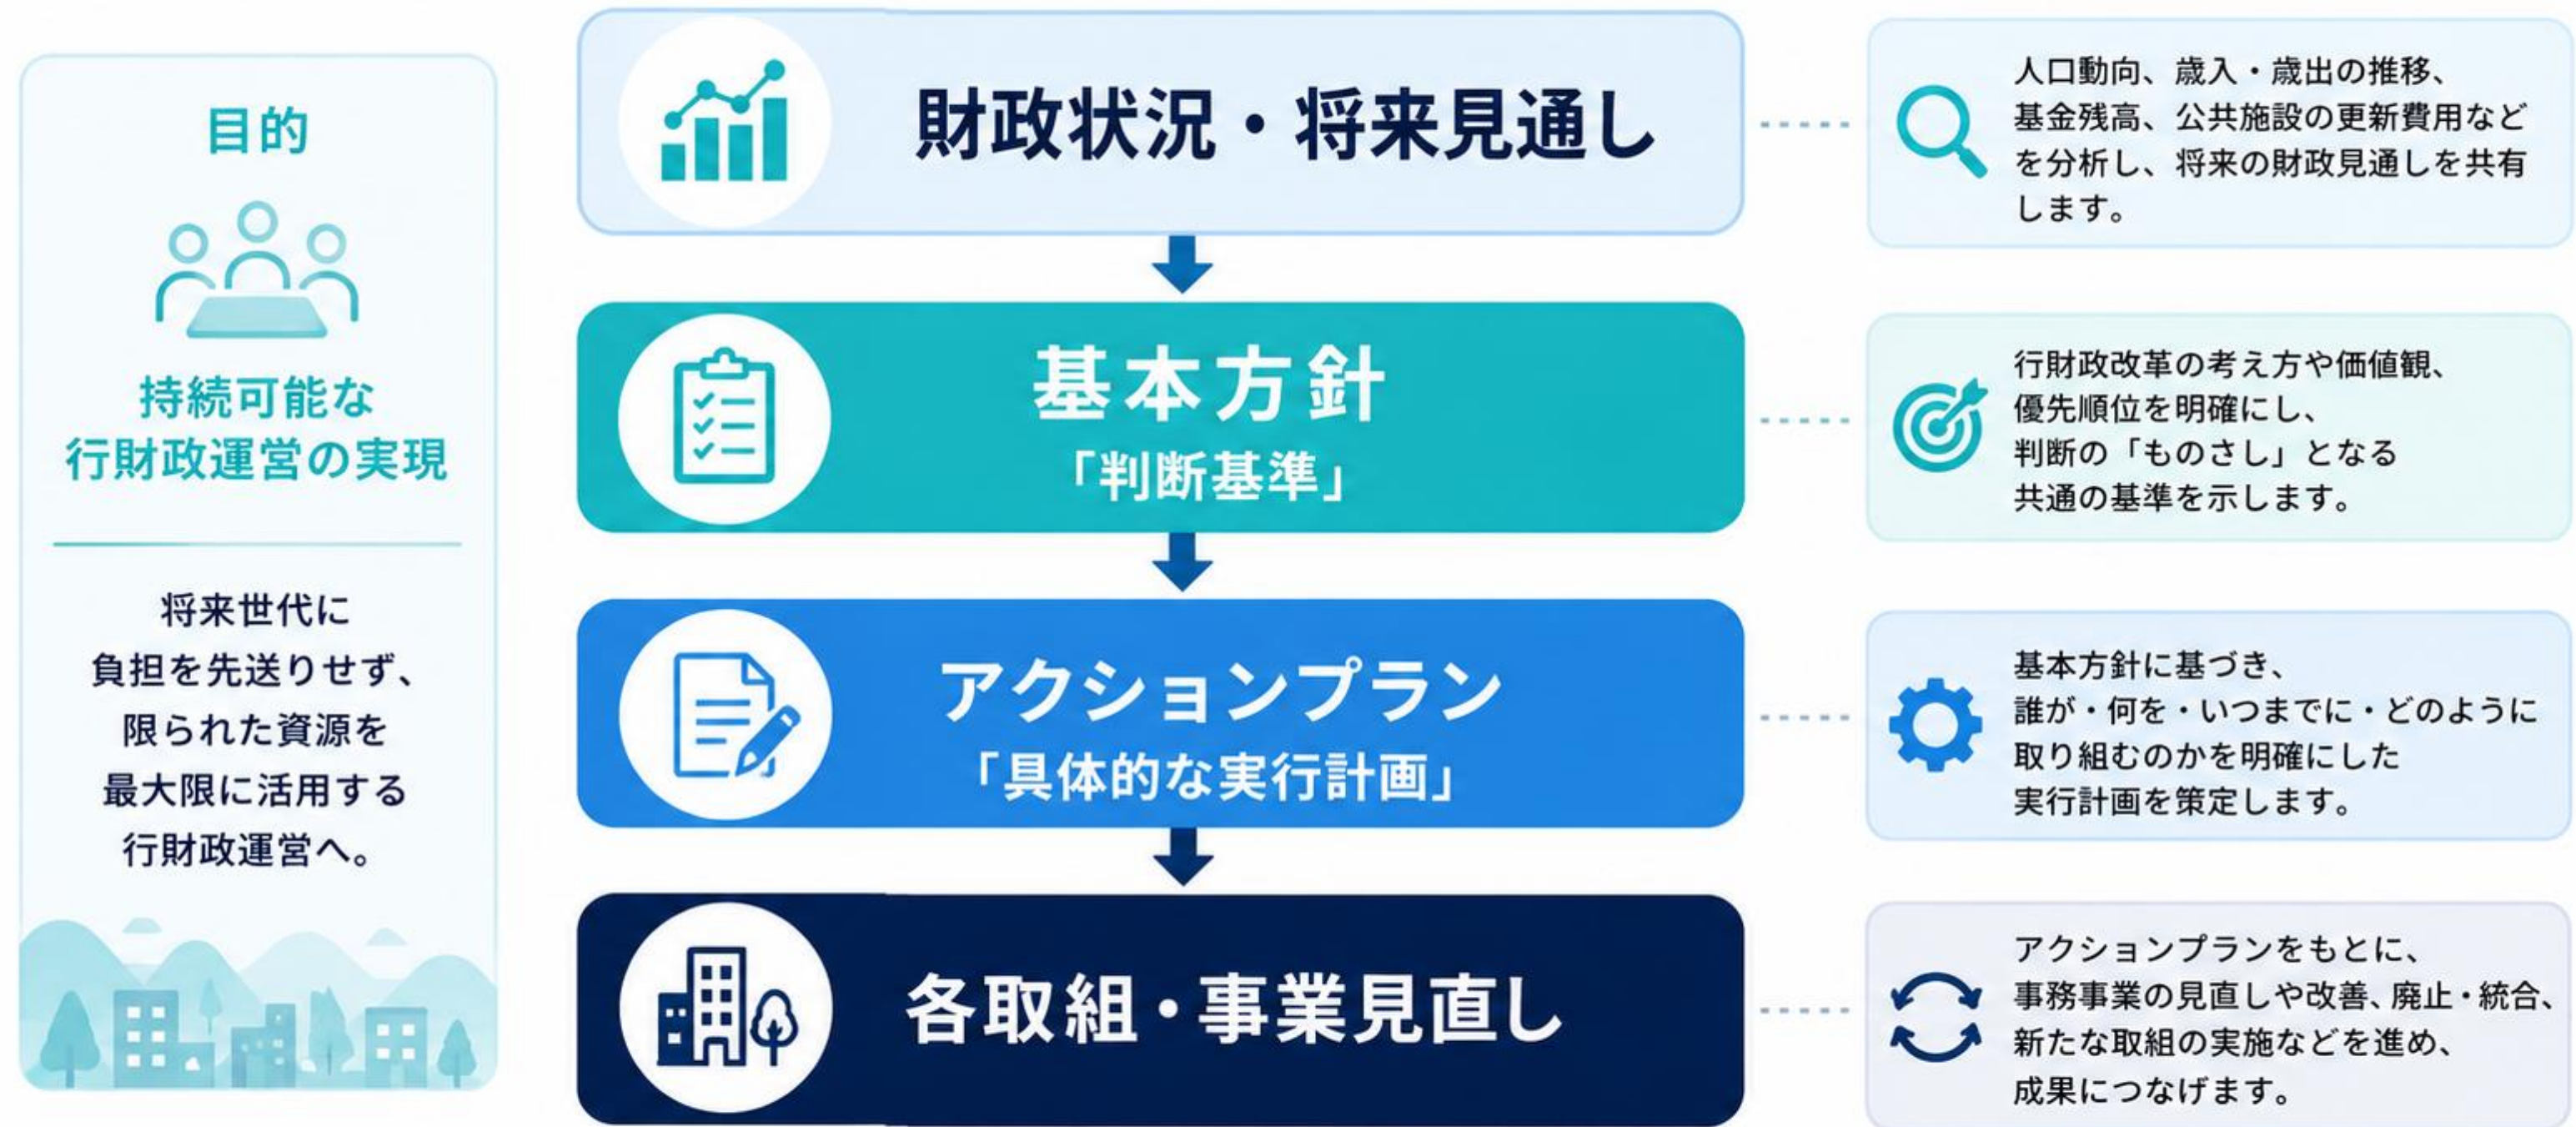 目的
持続可能な
行財政運営の実現
将来世代に
負担を先送りせず、
限られた資源を
最大限に活用する
行財政運営へ。
財政状況・将来見通し
人口動向、歳入・歳出の推移、
基金残高、公共施設の更新費用など
を分析し、将来の財政見通しを共有
します。
基本方針
「判断基準」
行財政改革の考え方や価値観、
優先順位を明確にし、
判断の「ものさし」となる
共通の基準を示します。
アクションプラン
「具体的な実行計画」
基本方針に基づき、
誰が・何を・いつまでに・どのように
取り組むのかを明確にした
実行計画を策定します。
各取組・事業見直し
アクションプランをもとに、
事務事業の見直しや改善、廃止・統合、
新たな取組の実施などを進め、
成果につなげます。